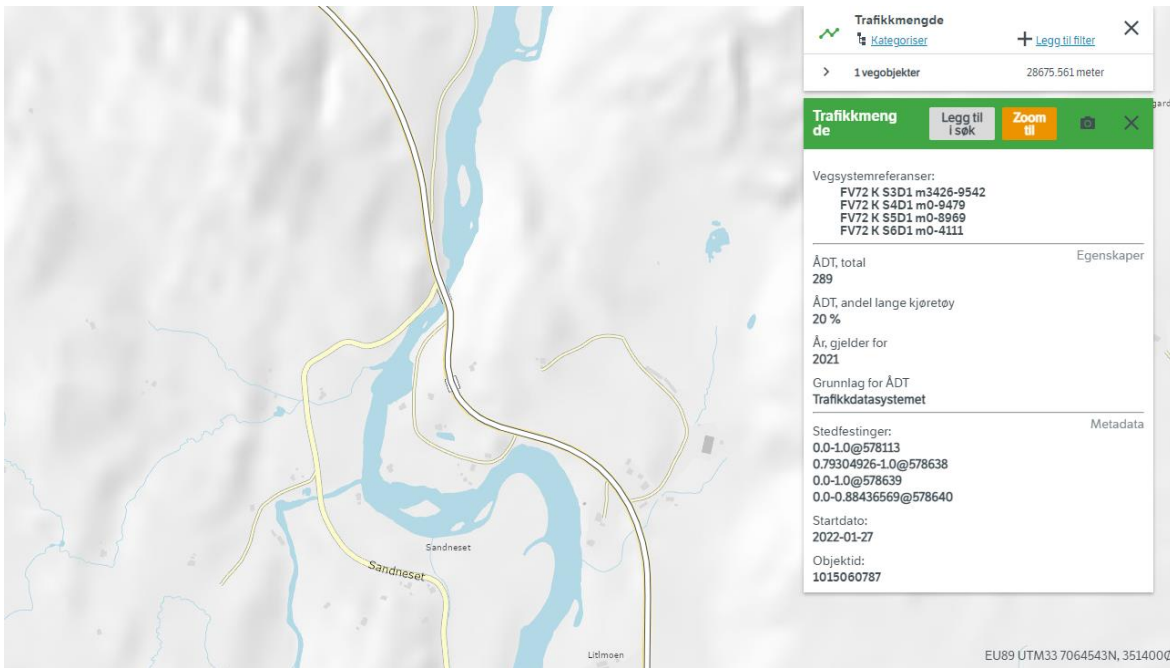 Trafikkmengde
Kategoriser
Legg til filter
1 vegobjekter
28675.561 meter
Trafikkmeng
de
Legg til
i søk
Zoom
til
Vegsystemreferanser:
FV72 K S3D1 m3426-9542
FV72 K S4D1 m0-9479
FV72 K S5D1 m0-8969
FV72 K S6D1 m0-4111
Egenskaper
ÅDT, total
289
ÅDT, andel lange kjøretøy
20 %
År, gjelder for
2021
Grunnlag for ÅDT
Trafikkdatasystemet
Metadata
Stedfestinger:
0.0-1.0@578113
0.79304926-1.0@578638
0.0-1.0@578639
0.0-0.88436569@578640
Startdato:
2022-01-27
Objektid:
1015060787
Sandneset
Sandneset
Litlmoen
EU89 UTM33 7064543N, 351400